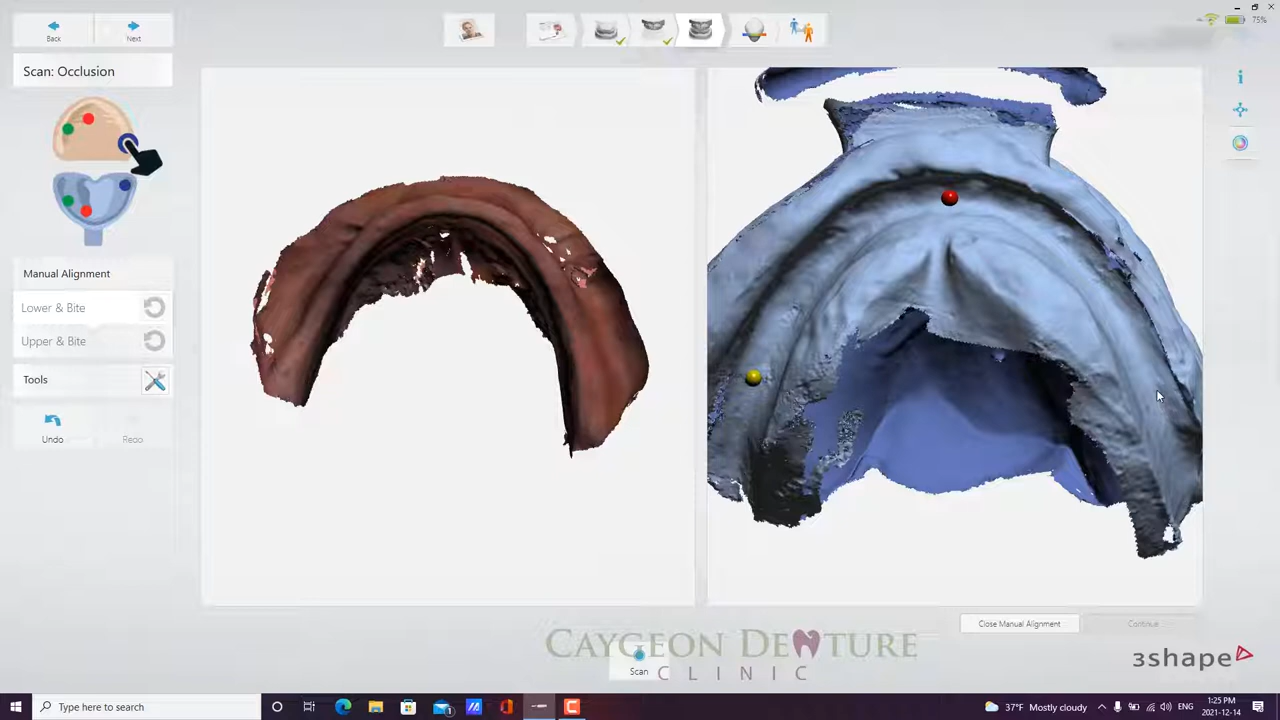 75%
Back
Next
Scan: Occlusion
Manual Alignment
Lower & Bite
Upper & Bite
Tools
Undo
Redo
Close Manual Alignment
Continue
CAYGEON DENTURE
CLINIC
Scan
3shape
Type here to search
37°F Mostly cloudy
ENG
1:25 PM
2021-12-14